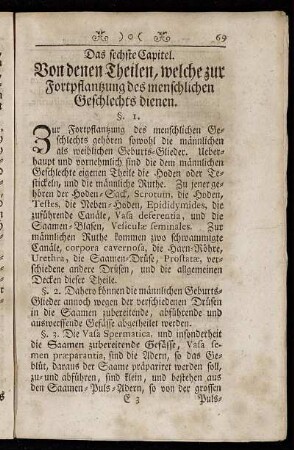 )o( 69
Das sechste Capitel.
Von denen Theilen, welche zur
Fortpflantzung des menschlichen
Geschlechts dienen.
§. 1.
Zur Fortpflantzung des menschlichen Ge-
schlechts gehören sowohl die männlichen
als weiblichen Geburts-Glieder. Ueber-
haupt und vornehmlich sind die dem männlichen
Geschlechte eigenen Theile die Hoden oder Te-
stickeln, und die männliche Ruthe. Zu jener ge-
hören der Hoden-Sack, Scrotum, die Hoden,
Testes, die Neben-Hoden, Epididymides, die
zuführende Canäle, Vasa deferentia, und die
Saamen-Blasen, Vesiculæ seminales. Zur
männlichen Ruthe kommen zwo schwammigte
Canäle, corpora cavernosa, die Harn-Röhre,
Urethra, die Saamen-Drüse, Prostatæ, ver-
schiedene andere Drüsen, und die allgemeinen
Decken dieser Theile.
§. 2. Dahero können die männlichen Geburts-
Glieder annoch wegen der verschiedenen Drüsen
in die Saamen zubereitende, abführende und
auswerffende Gefässe abgetheilet werden.
§. 3. Die Vasa Spermatica, und insonderheit
die Saamen zubereitende Gefässe, Vasa se-
men præparantia, sind die Adern, so das Ge-
blüt, daraus der Saame præpariret werden soll,
zu- und abführen, sind klein, und bestehen aus
den Saamen-Puls-Adern, so von der grossen
E 3 Puls-